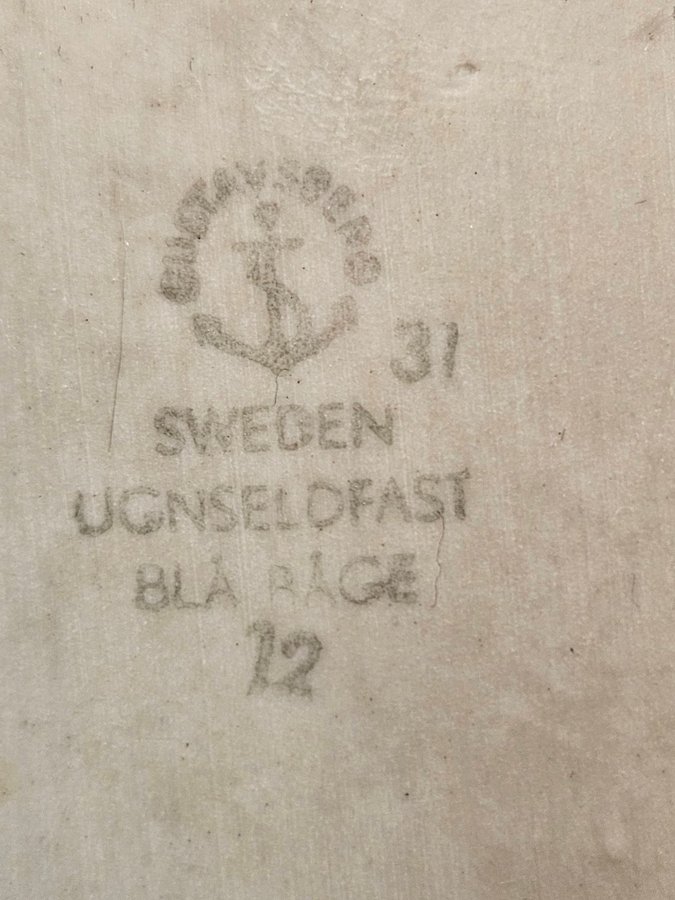 GUSTAVSBERG
31
SWEDEN
UGNSELDFAST
BLÅ BÅGE
12